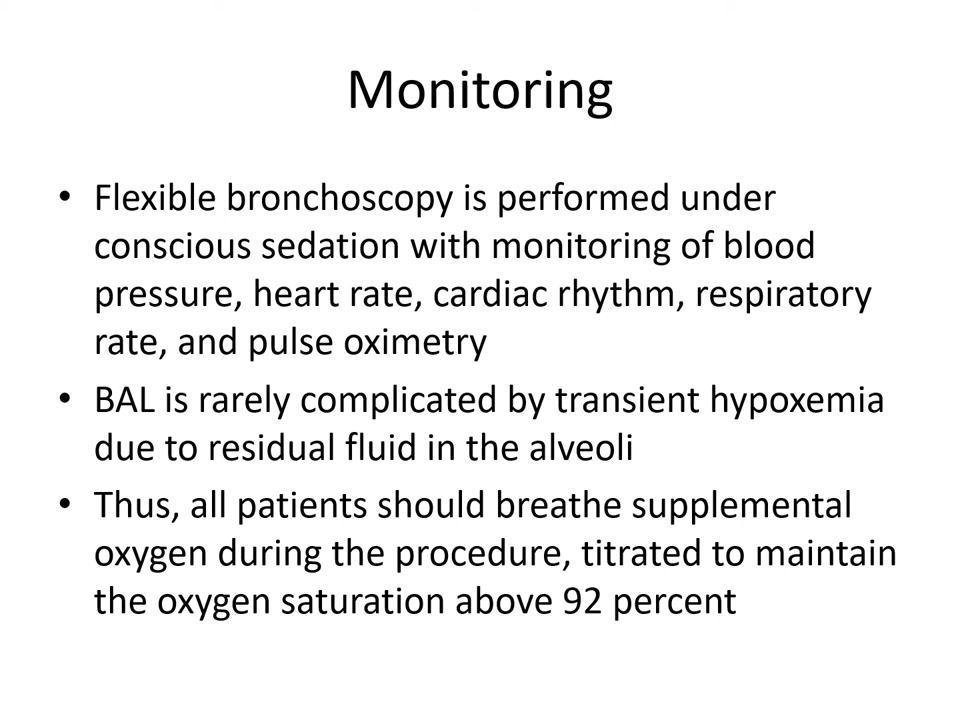 Monitoring
• Flexible bronchoscopy is performed under
conscious sedation with monitoring of blood
pressure, heart rate, cardiac rhythm, respiratory
rate, and pulse oximetry
• BAL is rarely complicated by transient hypoxemia
due to residual fluid in the alveoli
• Thus, all patients should breathe supplemental
oxygen during the procedure, titrated to maintain
the oxygen saturation above 92 percent